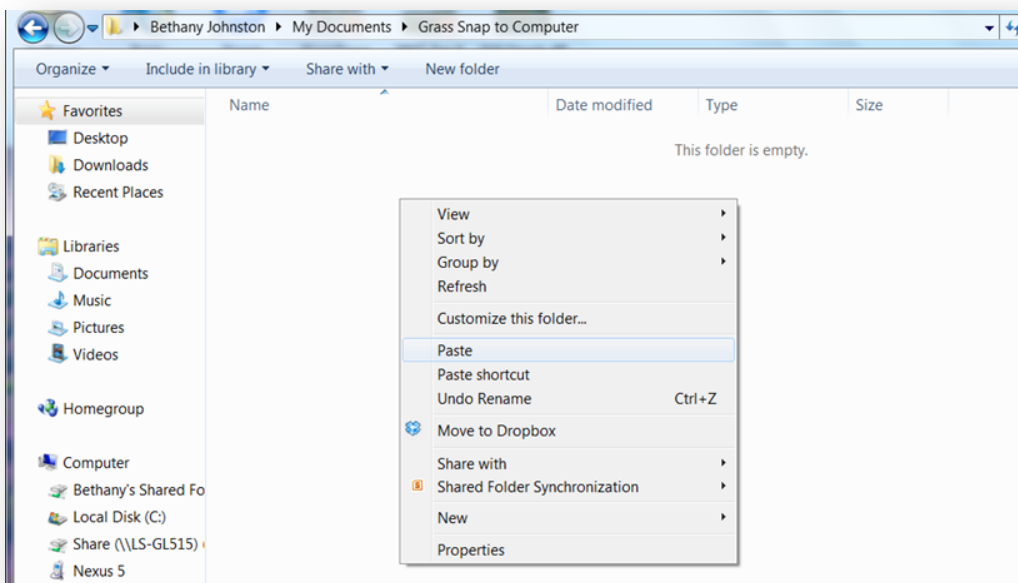 Bethany Johnston My Documents Grass Snap to Computer
Organize Include in library Share with New folder
Name Date modified Type Size
This folder is empty.
Favorites
Desktop
Downloads
Recent Places
Libraries
Documents
Music
Pictures
Videos
Homegroup
Computer
Bethany's Shared Fo
Local Disk (C:)
Share (\\LS-GL515)
Nexus 5
View
Sort by
Group by
Refresh
Customize this folder...
Paste
Paste shortcut
Undo Rename Ctrl+Z
Move to Dropbox
Share with
S Shared Folder Synchronization
New
Properties